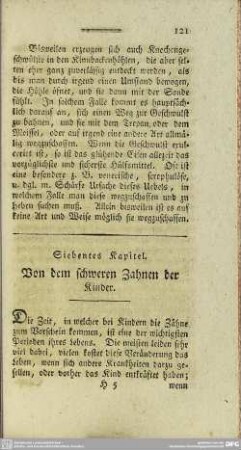 121
Bisweilen erzeugen sich auch Knochenge-
schwülste in den Kinnbackenhöhlen, die aber sel-
ten eher ganz zuverlässig entdeckt werden, als
bis man durch irgend einen Umstand bewogen,
die Höhle öfnet, und sie dann mit der Sonde
fühlt. In solchem Falle kommt es hauptsäch-
lich darauf an, sich einen Weg zur Geschwulst
zu bahnen, und sie mit dem Trepan oder dem
Meissel, oder auf irgend eine andere Art allmä-
lig wegzuschaffen. Wenn die Geschwulst exul-
cerirt ist, so ist das glühende Eisen allezeit das
vorzüglichste und sicherste Hülfsmittel. Oft ist
eine besondere z. B. venerische, scrophulöse,
u. dgl. m. Schärfe Ursache dieses Uebels, in
welchem Falle man diese wegzuschaffen und zu
heben suchen muß. Allein bisweilen ist es auf
keine Art und Weise möglich sie wegzuschaffen.
Siebentes Kapitel.
Von dem schweren Zahnen der
Kinder.
Die Zeit, in welcher bei Kindern die Zähne
zum Vorschein kommen, ist eine der wichtigsten
Perioden ihres Lebens. Die meisten leiden sehr
viel dabei, vielen kostet diese Veränderung das
Leben, wenn sich andere Krankheiten dazu ge-
sellen, oder vorher das Kind entkräftet haben;
H 5 wenn